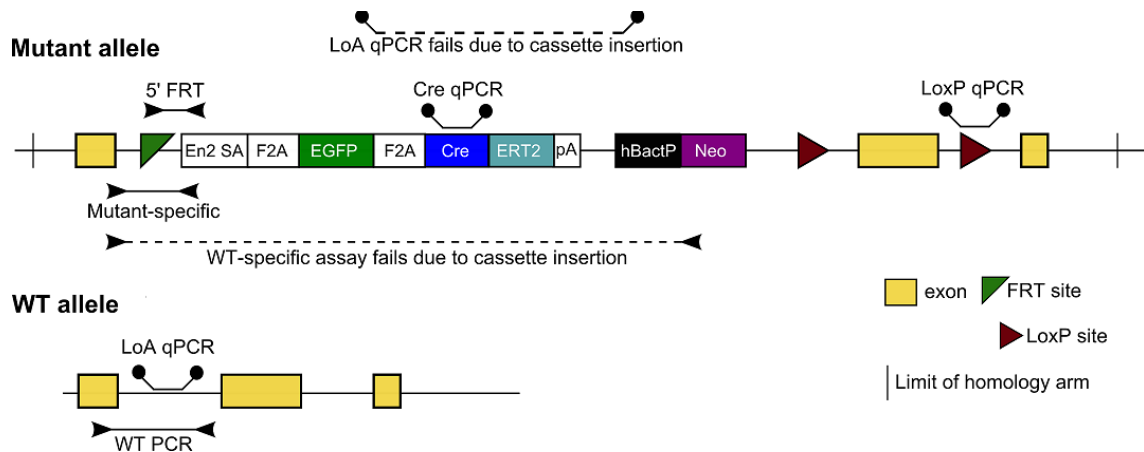 LoA qPCR fails due to cassette insertion
Mutant allele
5' FRT
Cre qPCR
LoxP qPCR
En2 SA F2A EGFP F2A Cre ERT2 pA hBactP Neo
Mutant-specific
WT-specific assay fails due to cassette insertion
WT allele
LoA qPCR
WT PCR
exon
FRT site
LoxP site
Limit of homology arm